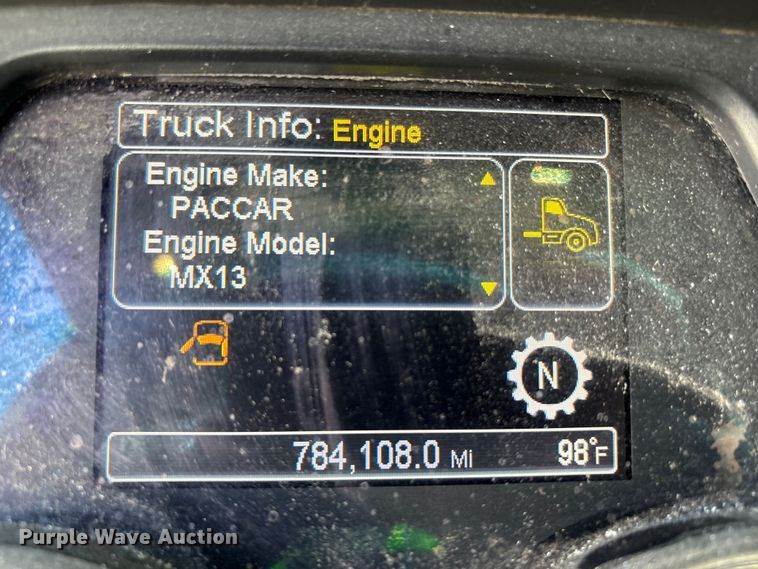 Truck Info: Engine
Engine Make:
PACCAR
Engine Model:
MX13
N
784,108.0 Mi 98°F
Purple Wave Auction